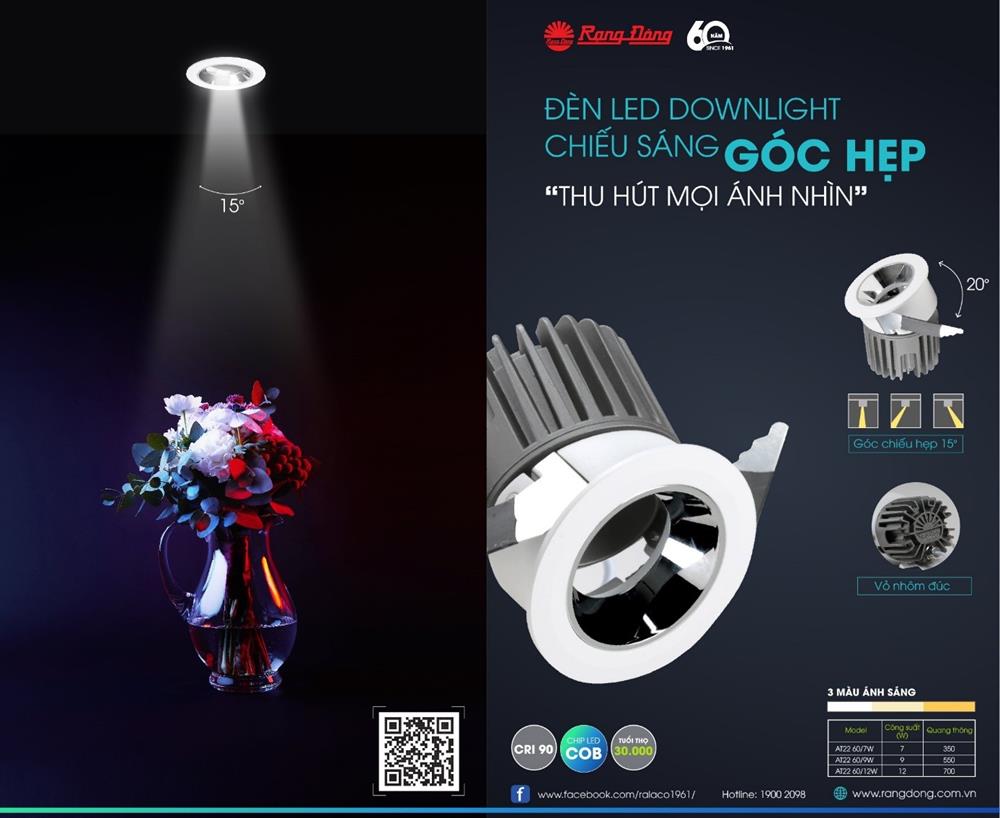 15°
Rạng Đông
Rạng Đông
60
NĂM
SINCE 1961
ĐÈN LED DOWNLIGHT
CHIẾU SÁNG GÓC HẸP
“THU HÚT MỌI ÁNH NHÌN”
20°
Góc chiếu hẹp 15°
Vỏ nhôm đúc
3 MÀU ÁNH SÁNG
Model Công suất (W) Quang thông
AT22 60/7W 7 350
AT22 60/9W 9 550
AT22 60/12W 12 700
CRI 90
CHIP LED
COB
TUỔI THỌ
30.000
f www.facebook.com/ralaco1961/ Hotline: 1900 2098 www.rangdong.com.vn